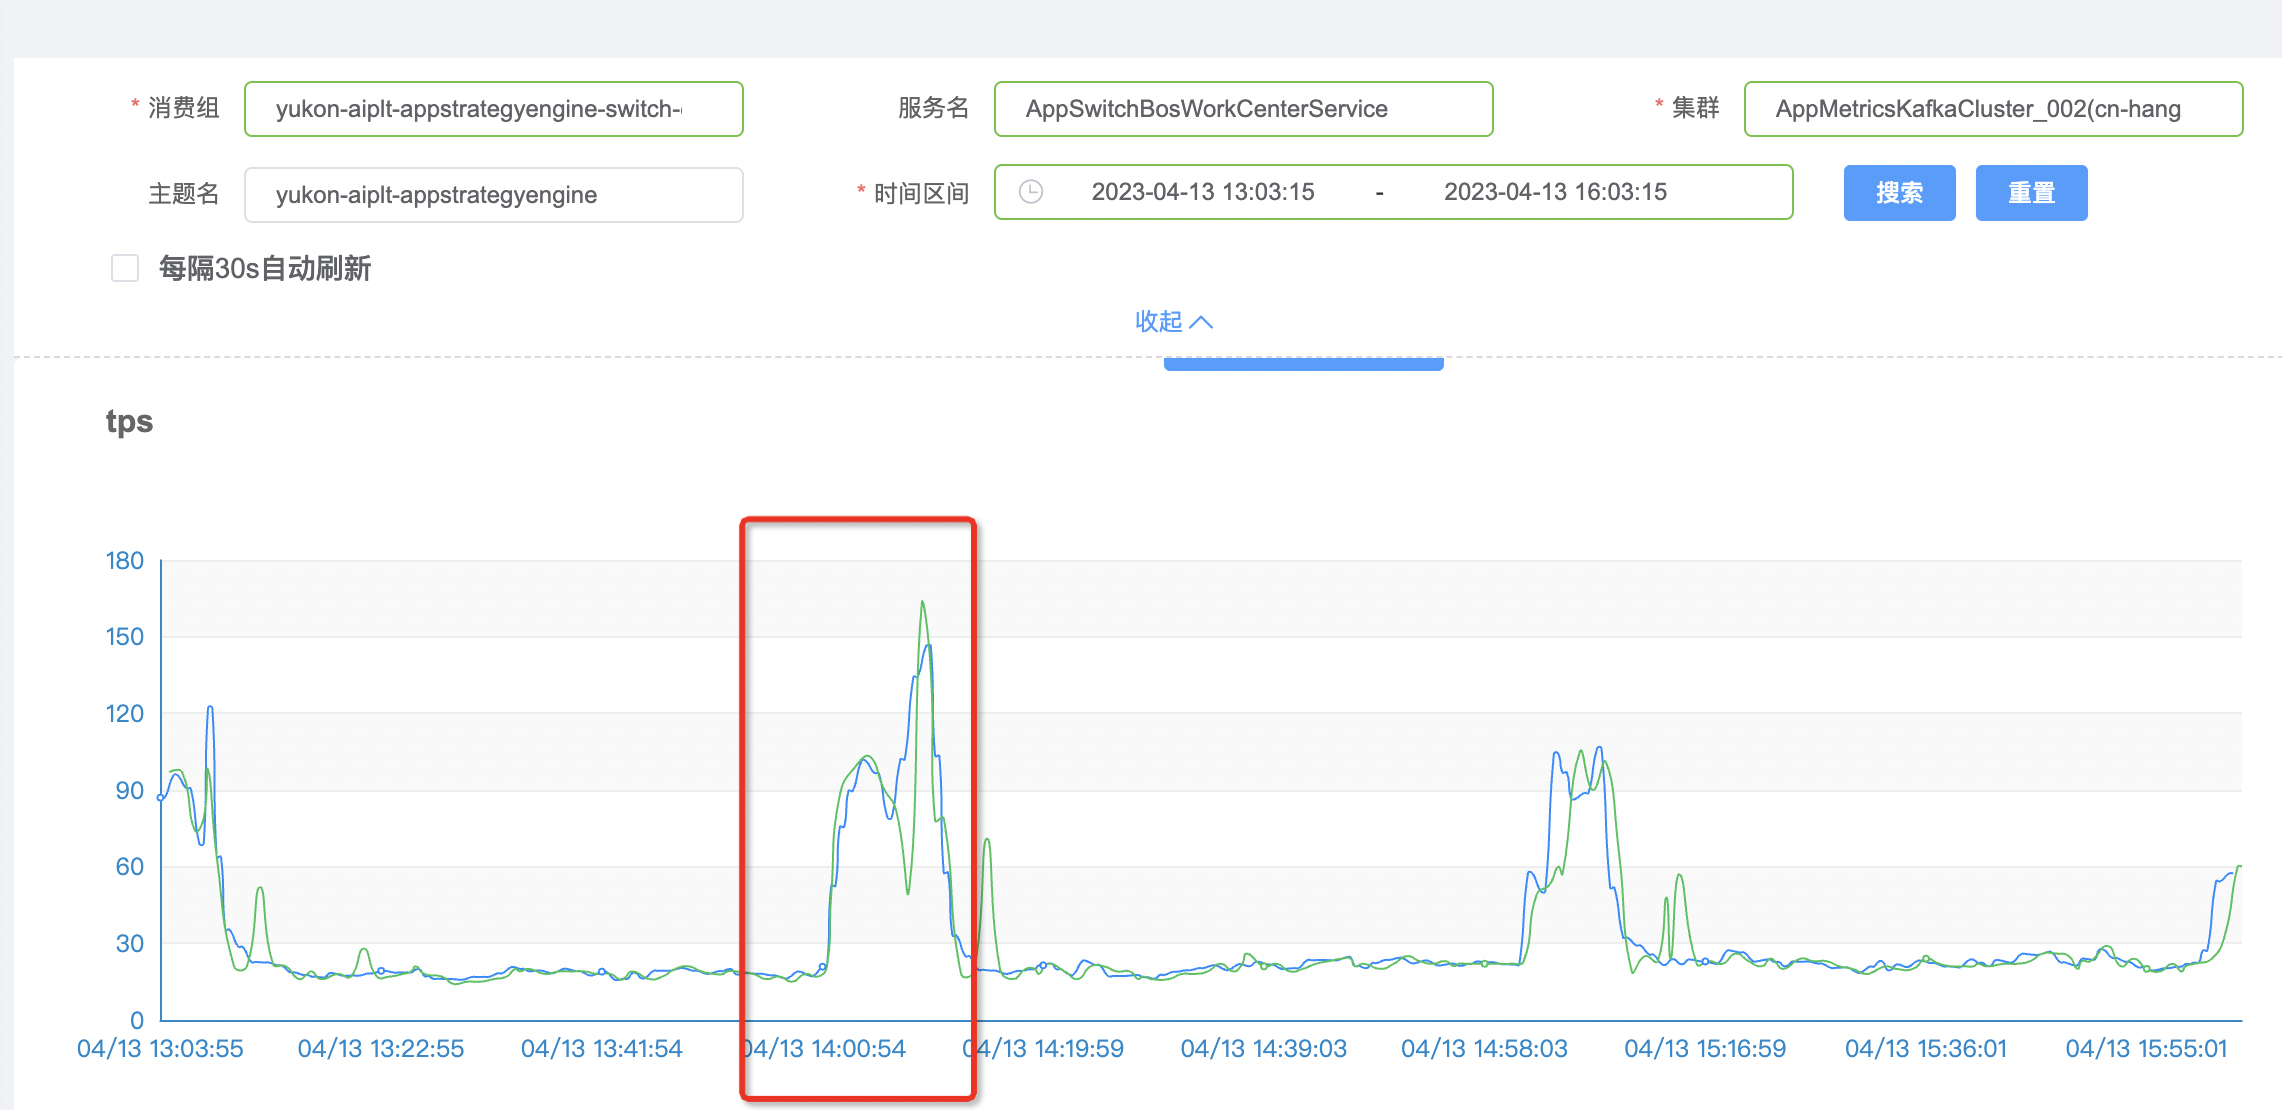 * 消费组 yukon-aiplt-appstrategyengine-switch- 服务名 AppSwitchBosWorkCenterService * 集群 AppMetricsKafkaCluster_002(cn-hang
主题名 yukon-aiplt-appstrategyengine * 时间区间 2023-04-13 13:03:15 - 2023-04-13 16:03:15 搜索 重置
每隔30s自动刷新
收起
tps
180
150
120
90
60
30
0
04/13 13:03:55 04/13 13:22:55 04/13 13:41:54 04/13 14:00:54 04/13 14:19:59 04/13 14:39:03 04/13 14:58:03 04/13 15:16:59 04/13 15:36:01 04/13 15:55:01